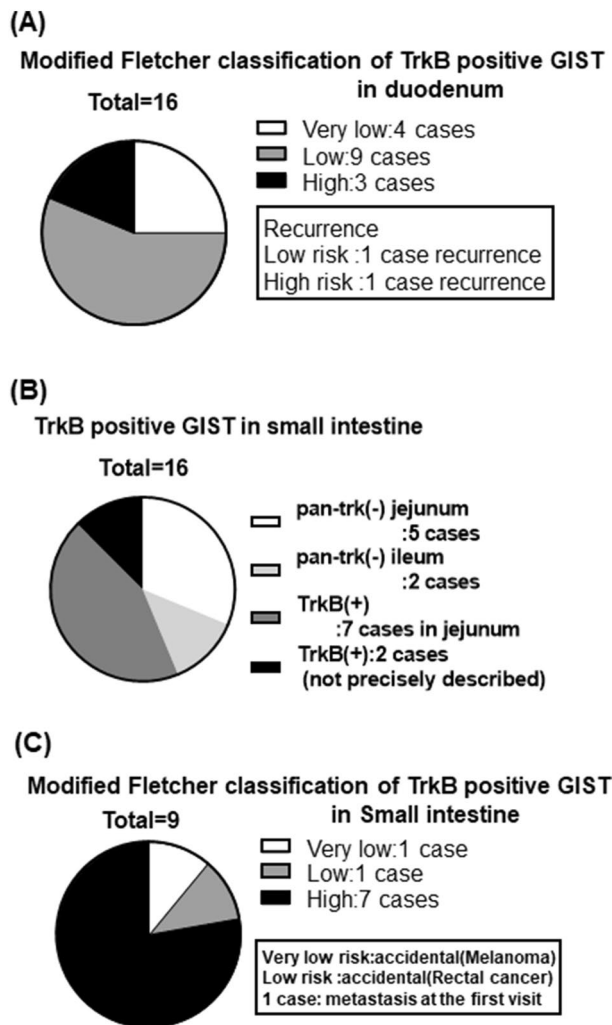 (A)
Modified Fletcher classification of TrkB positive GIST
in duodenum
Total=16
Very low:4 cases
Low:9 cases
High:3 cases
Recurrence
Low risk :1 case recurrence
High risk :1 case recurrence
(B)
TrkB positive GIST in small intestine
Total=16
pan-trk(-) jejunum
:5 cases
pan-trk(-) ileum
:2 cases
TrkB(+)
:7 cases in jejunum
TrkB(+):2 cases
(not precisely described)
(C)
Modified Fletcher classification of TrkB positive GIST
in Small intestine
Total=9
Very low:1 case
Low:1 case
High:7 cases
Very low risk:accidental(Melanoma)
Low risk :accidental(Rectal cancer)
1 case: metastasis at the first visit